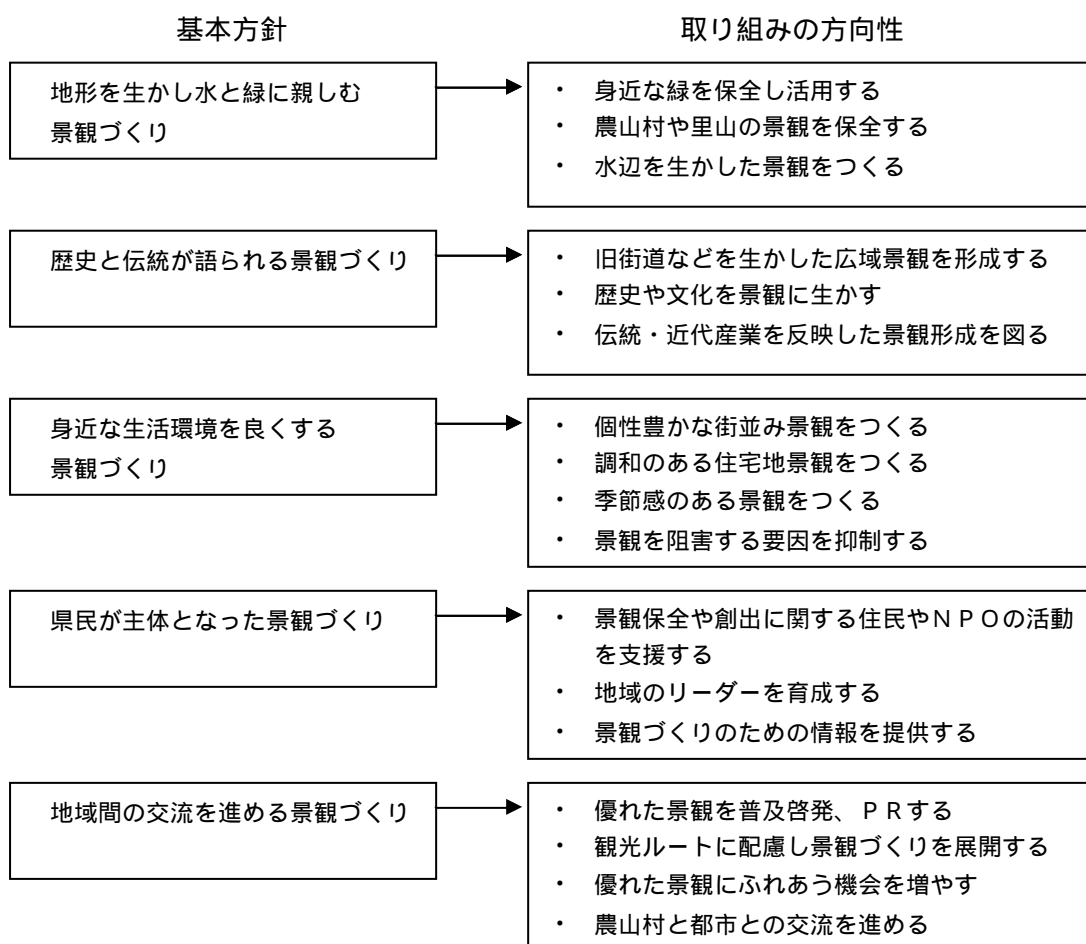 基本方針
取り組みの方向性
地形を生かし水と緑に親しむ
景観づくり
・ 身近な緑を保全し活用する
・ 農山村や里山の景観を保全する
・ 水辺を生かした景観をつくる
歴史と伝統が語られる景観づくり
・ 旧街道などを生かした広域景観を形成する
・ 歴史や文化を景観に生かす
・ 伝統・近代産業を反映した景観形成を図る
身近な生活環境を良くする
景観づくり
・ 個性豊かな街並み景観をつくる
・ 調和のある住宅地景観をつくる
・ 季節感のある景観をつくる
・ 景観を阻害する要因を抑制する
県民が主体となった景観づくり
・ 景観保全や創出に関する住民やＮＰＯの活動
を支援する
・ 地域のリーダーを育成する
・ 景観づくりのための情報を提供する
地域間の交流を進める景観づくり
・ 優れた景観を普及啓発、ＰＲする
・ 観光ルートに配慮し景観づくりを展開する
・ 優れた景観にふれあう機会を増やす
・ 農山村と都市との交流を進める